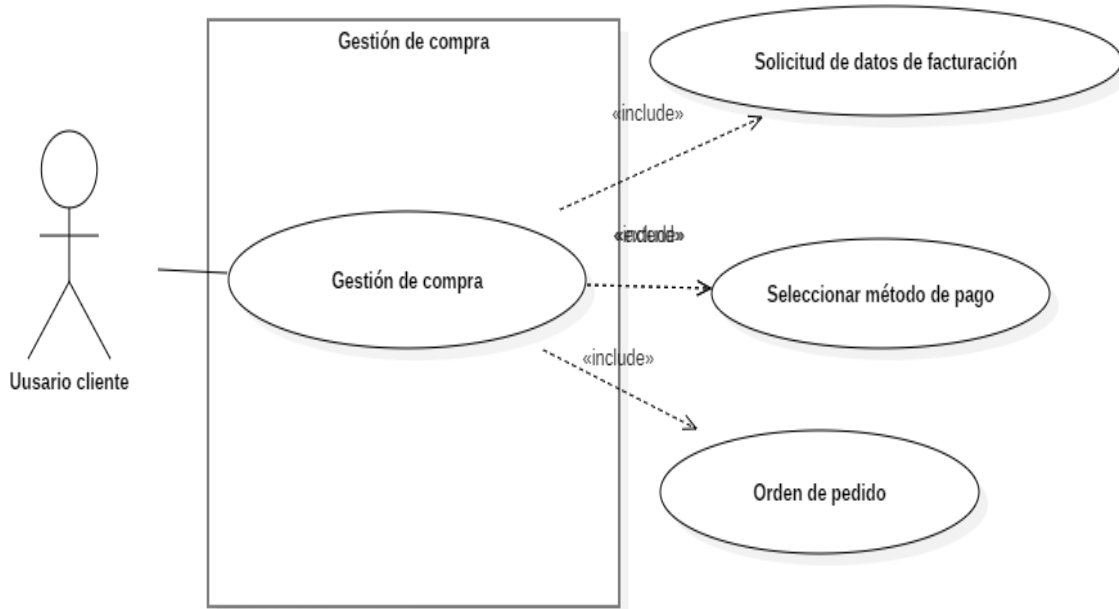 Gestión de compra
Solicitud de datos de facturación
«include»
Gestión de compra
Seleccionar método de pago
«include»
Uusario cliente
Orden de pedido